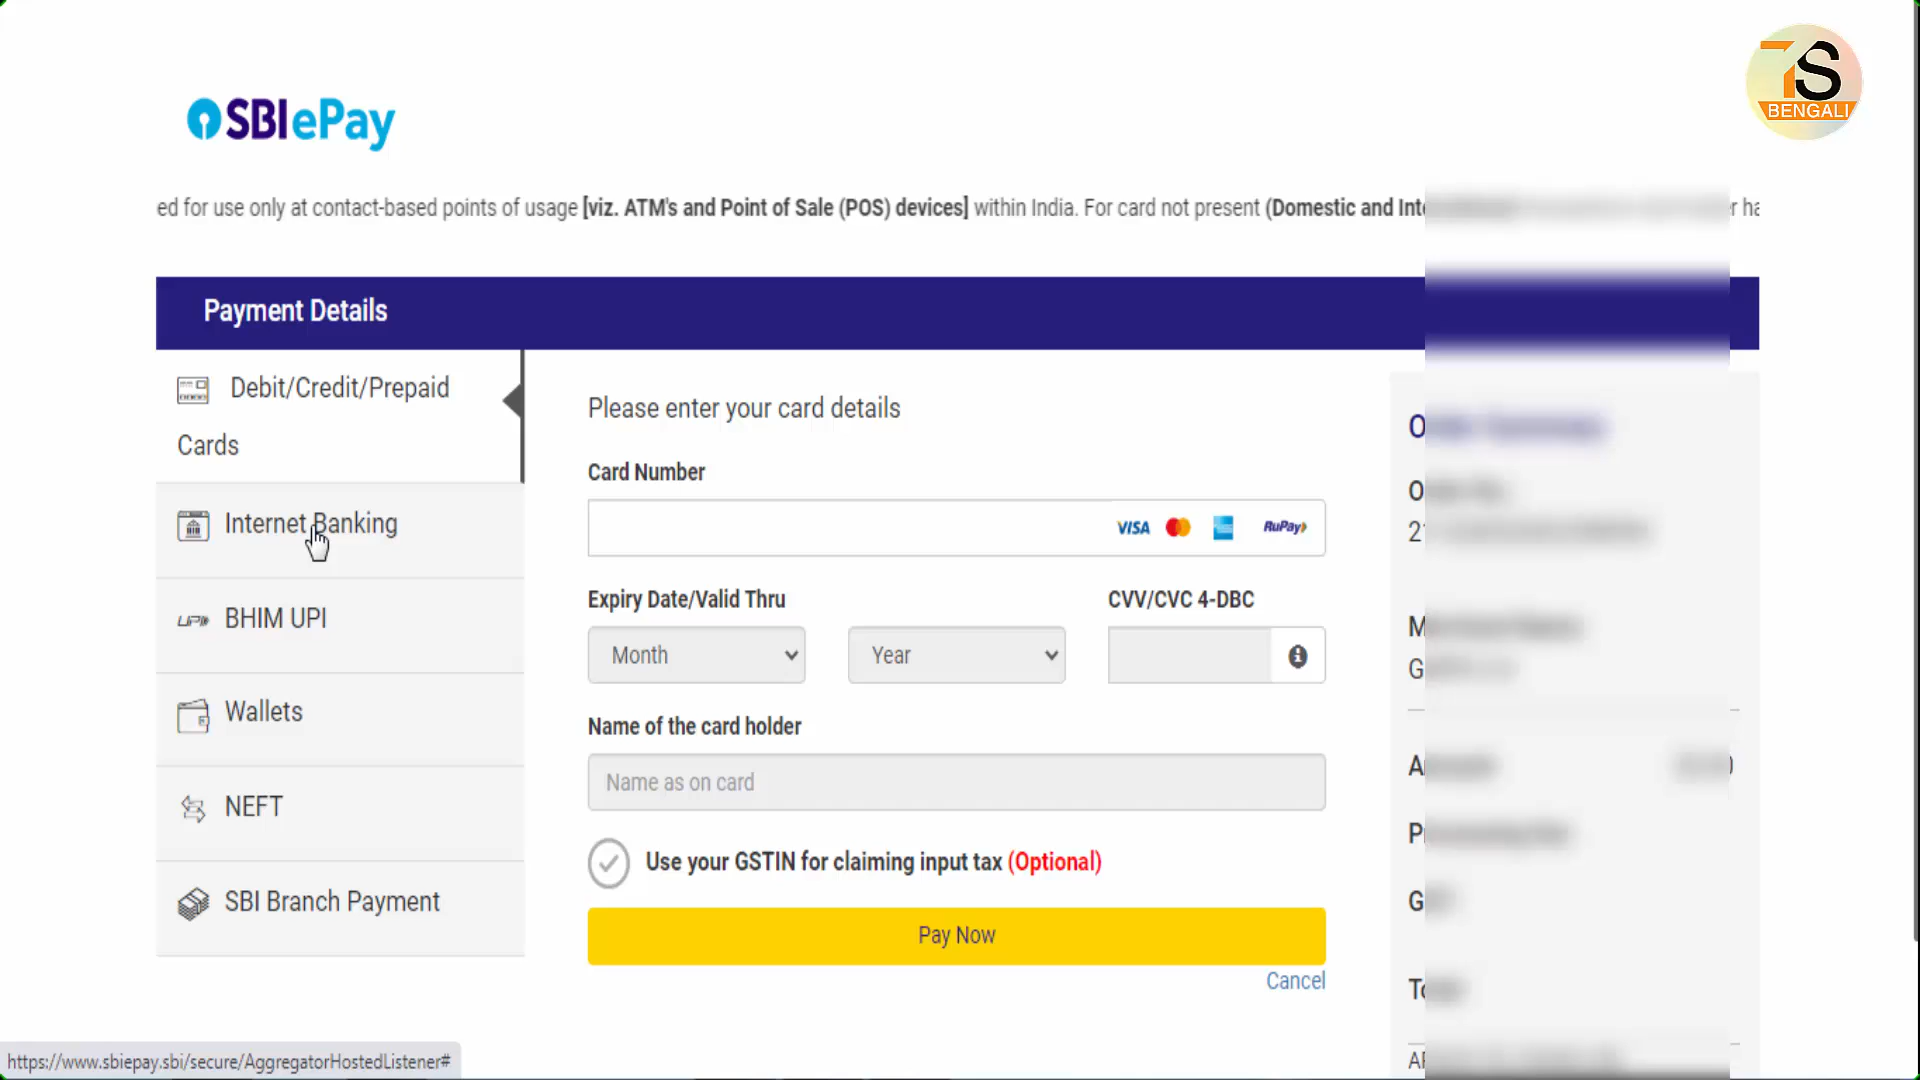 7S
BENGALI
SBI ePay
ed for use only at contact-based points of usage [viz. ATM's and Point of Sale (POS) devices] within India. For card not present (Domestic and
Payment Details
Debit/Credit/Prepaid
Cards
Internet Banking
BHIM UPI
Wallets
NEFT
SBI Branch Payment
Please enter your card details
Card Number
VISA RuPay
Expiry Date/Valid Thru
CVV/CVC 4-DBC
Month
Year
Name of the card holder
Name as on card
Use your GSTIN for claiming input tax (Optional)
Pay Now
Cancel
https://www.sbiepay.sbi/secure/AggregatorHostedListener#